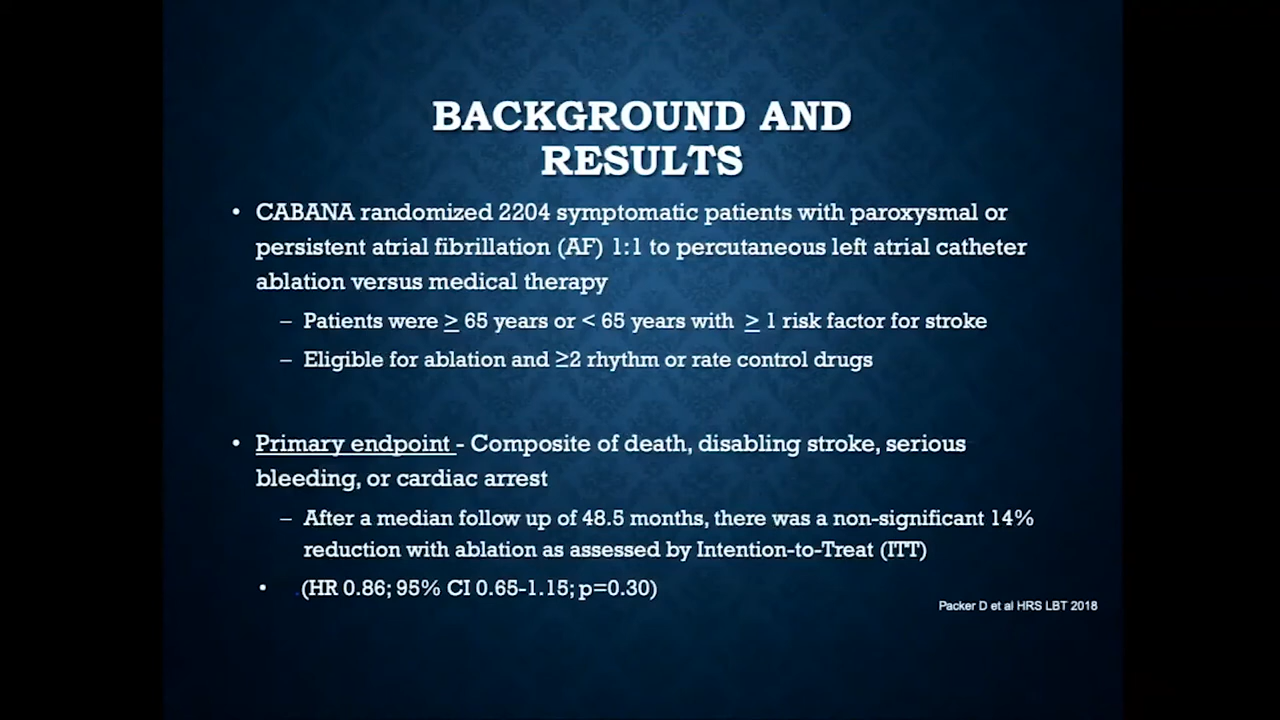 BACKGROUND AND
RESULTS
• CABANA randomized 2204 symptomatic patients with paroxysmal or
persistent atrial fibrillation (AF) 1:1 to percutaneous left atrial catheter
ablation versus medical therapy
– Patients were ≥ 65 years or < 65 years with ≥ 1 risk factor for stroke
– Eligible for ablation and ≥2 rhythm or rate control drugs
• Primary endpoint - Composite of death, disabling stroke, serious
bleeding, or cardiac arrest
– After a median follow up of 48.5 months, there was a non-significant 14%
reduction with ablation as assessed by Intention-to-Treat (ITT)
• (HR 0.86; 95% CI 0.65-1.15; p=0.30)
Packer D et al HRS LBT 2018